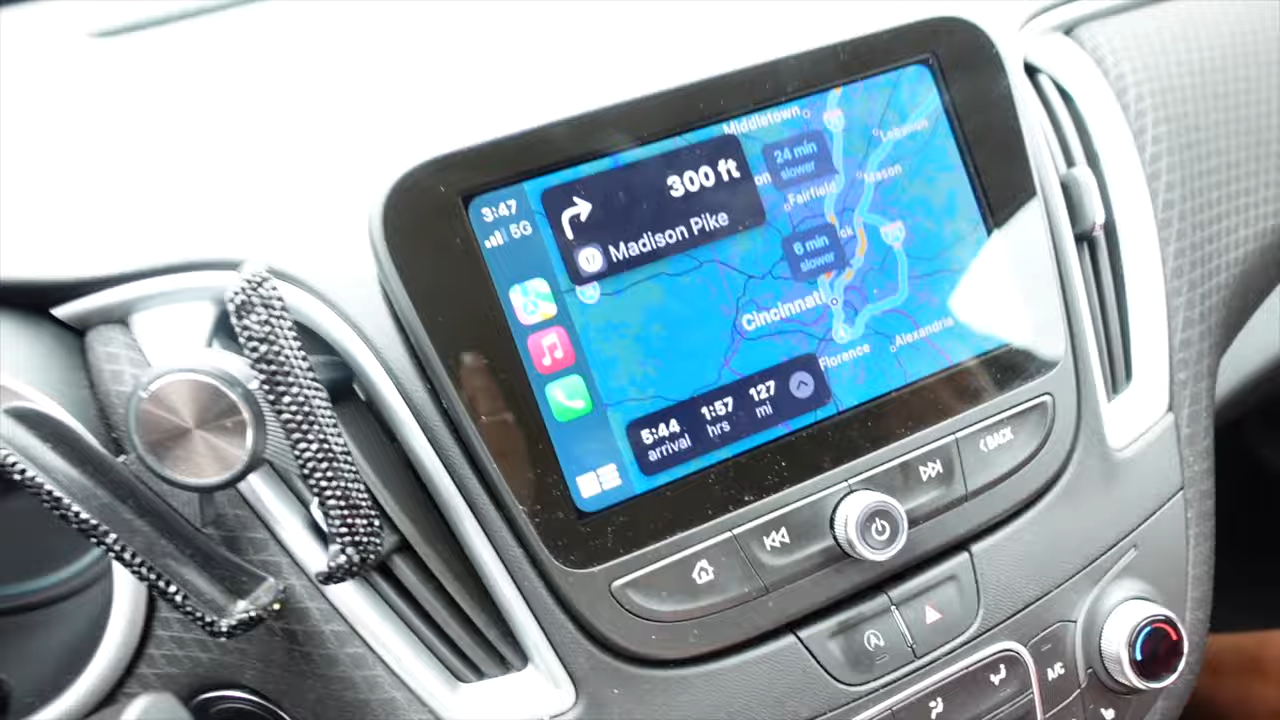 3:47
5G
300 ft
17 Madison Pike
Middletown
Lebanon
24 min
slower
Mason
Fairfield
6 min
slower
Cincinnati
Alexandria
Florence
5:44 1:57 127
arrival hrs mi
BACK
A/C